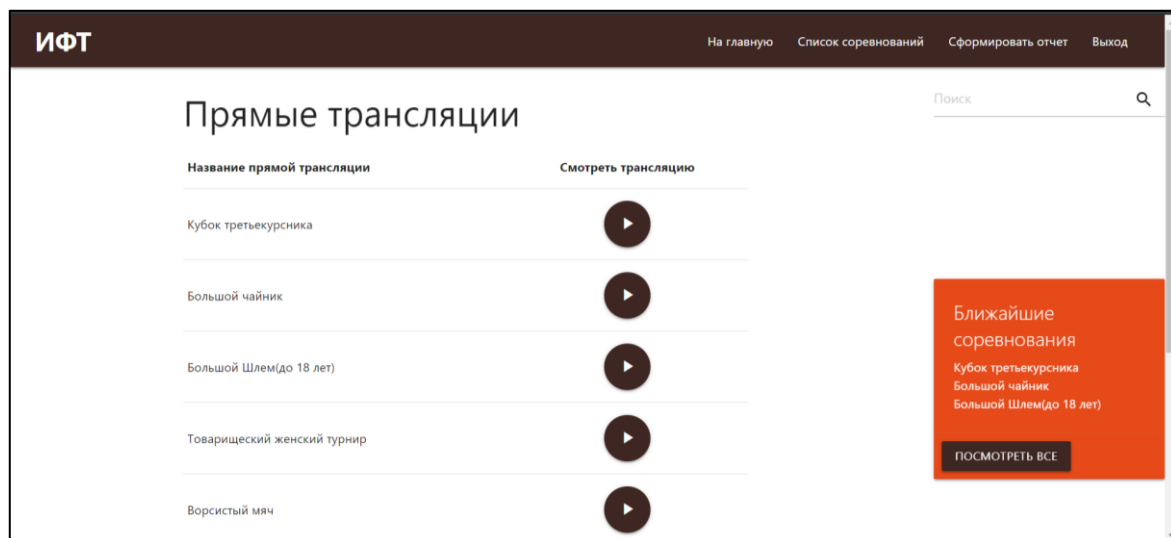 ИФТ
На главную
Список соревнований
Сформировать отчет
Выход
Прямые трансляции
Поиск
Название прямой трансляции
Смотреть трансляцию
Кубок третьекурсника
Большой чайник
Большой Шлем(до 18 лет)
Товарищеский женский турнир
Ворсистый мяч
Ближайшие
соревнования
Кубок третьекурсника
Большой чайник
Большой Шлем(до 18 лет)
ПОСМОТРЕТЬ ВСЕ